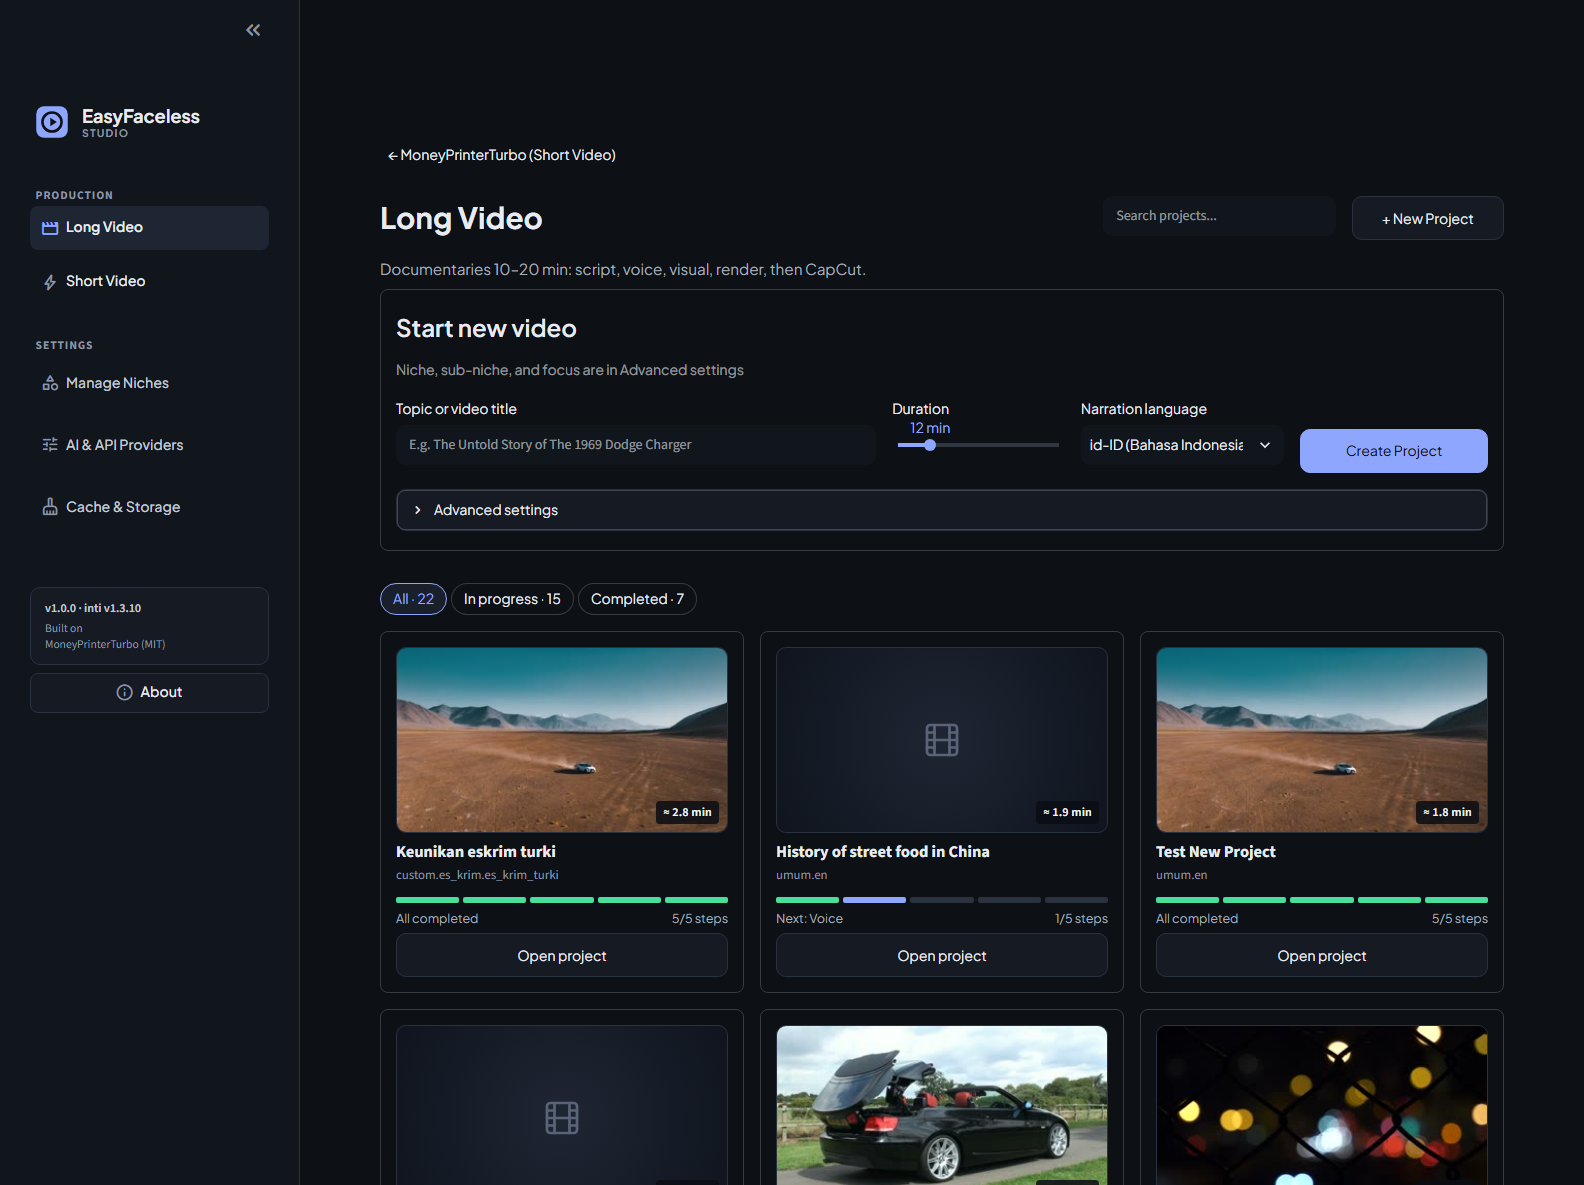 EasyFaceless
STUDIO
PRODUCTION
Long Video
Short Video
SETTINGS
Manage Niches
AI & API Providers
Cache & Storage
v1.0.0 · inti v1.3.10
Built on
MoneyPrinterTurbo (MIT)
About
← MoneyPrinterTurbo (Short Video)
Long Video
Search projects...
+ New Project
Documentaries 10–20 min: script, voice, visual, render, then CapCut.
Start new video
Niche, sub-niche, and focus are in Advanced settings
Topic or video title
E.g. The Untold Story of The 1969 Dodge Charger
Duration
12 min
Narration language
id-ID (Bahasa Indonesia
Create Project
Advanced settings
All · 22
In progress · 15
Completed · 7
≈ 2.8 min
Keunikan eskrim turki
custom.es_krim.es_krim_turki
All completed
5/5 steps
Open project
≈ 1.9 min
History of street food in China
umum.en
Next: Voice
1/5 steps
Open project
≈ 1.8 min
Test New Project
umum.en
All completed
5/5 steps
Open project